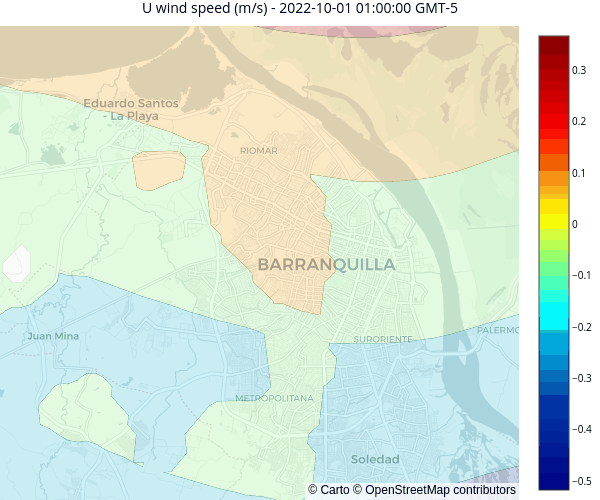 U wind speed (m/s) - 2022-10-01 01:00:00 GMT-5
Eduardo Santos
- La Playa
RIOMAR
BARRANQUILLA
Juan Mina
SURORIENTE
PALERMO
METROPOLITANA
Soledad
© Carto © OpenStreetMap contributors
0.3
0.2
0.1
0
−0.1
−0.2
−0.3
−0.4
−0.5